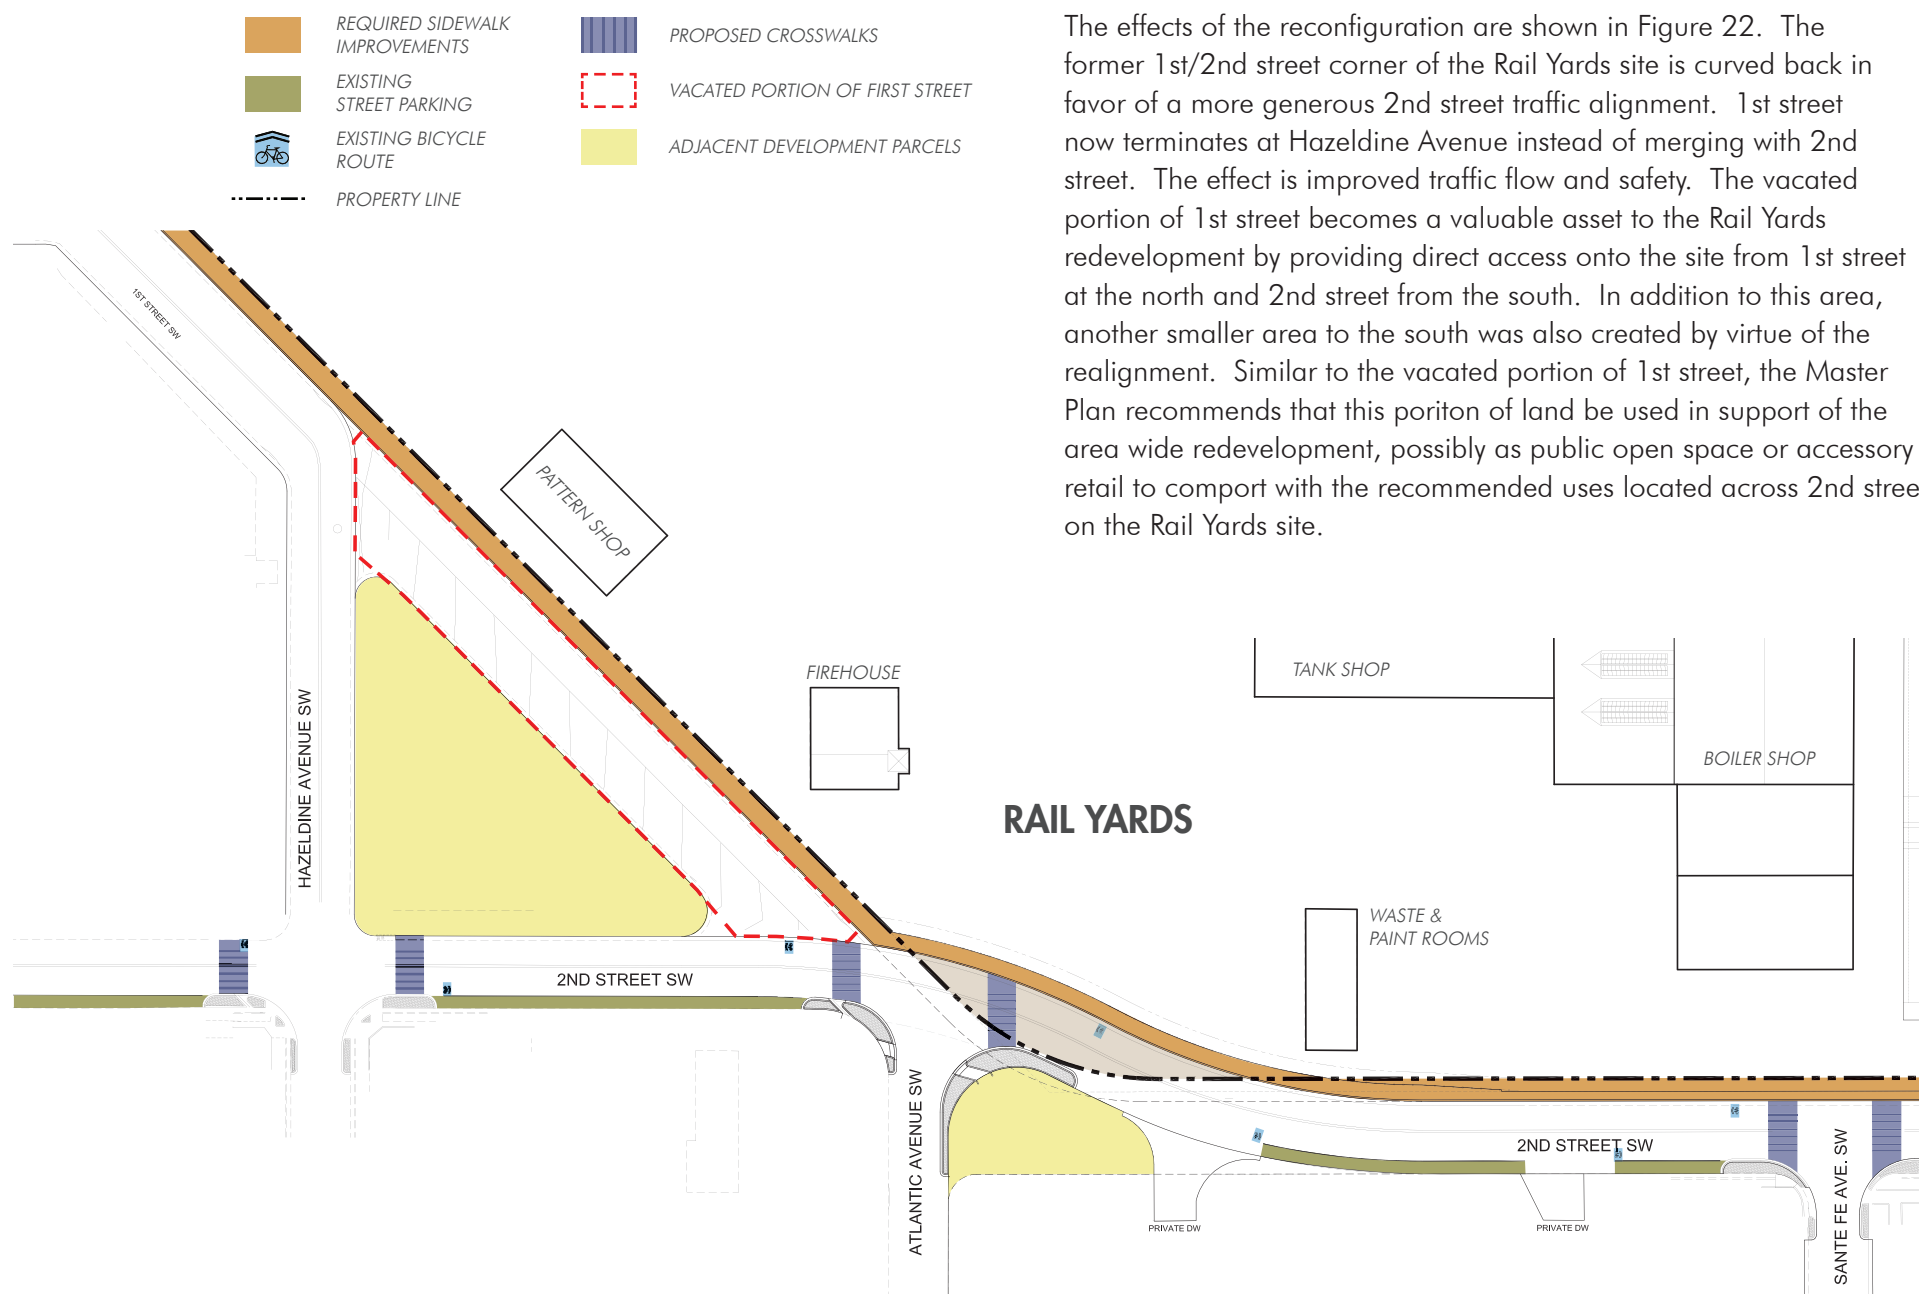 REQUIRED SIDEWALK
IMPROVEMENTS
EXISTING
STREET PARKING
EXISTING BICYCLE
ROUTE
PROPERTY LINE
PROPOSED CROSSWALKS
VACATED PORTION OF FIRST STREET
ADJACENT DEVELOPMENT PARCELS
The effects of the reconfiguration are shown in Figure 22.  The
former 1st/2nd street corner of the Rail Yards site is curved back in
favor of a more generous 2nd street traffic alignment.  1st street
now terminates at Hazeldine Avenue instead of merging with 2nd
street.  The effect is improved traffic flow and safety.  The vacated
portion of 1st street becomes a valuable asset to the Rail Yards
redevelopment by providing direct access onto the site from 1st street
at the north and 2nd street from the south.  In addition to this area,
another smaller area to the south was also created by virtue of the
realignment.  Similar to the vacated portion of 1st street, the Master
Plan recommends that this poriton of land be used in support of the
area wide redevelopment, possibly as public open space or accessory
retail to comport with the recommended uses located across 2nd stree
on the Rail Yards site.
1ST STREET SW
PATTERN SHOP
FIREHOUSE
TANK SHOP
BOILER SHOP
HAZELDINE AVENUE SW
RAIL YARDS
WASTE &
PAINT ROOMS
2ND STREET SW
ATLANTIC AVENUE SW
2ND STREET SW
PRIVATE DW
PRIVATE DW
SANTE FE AVE. SW